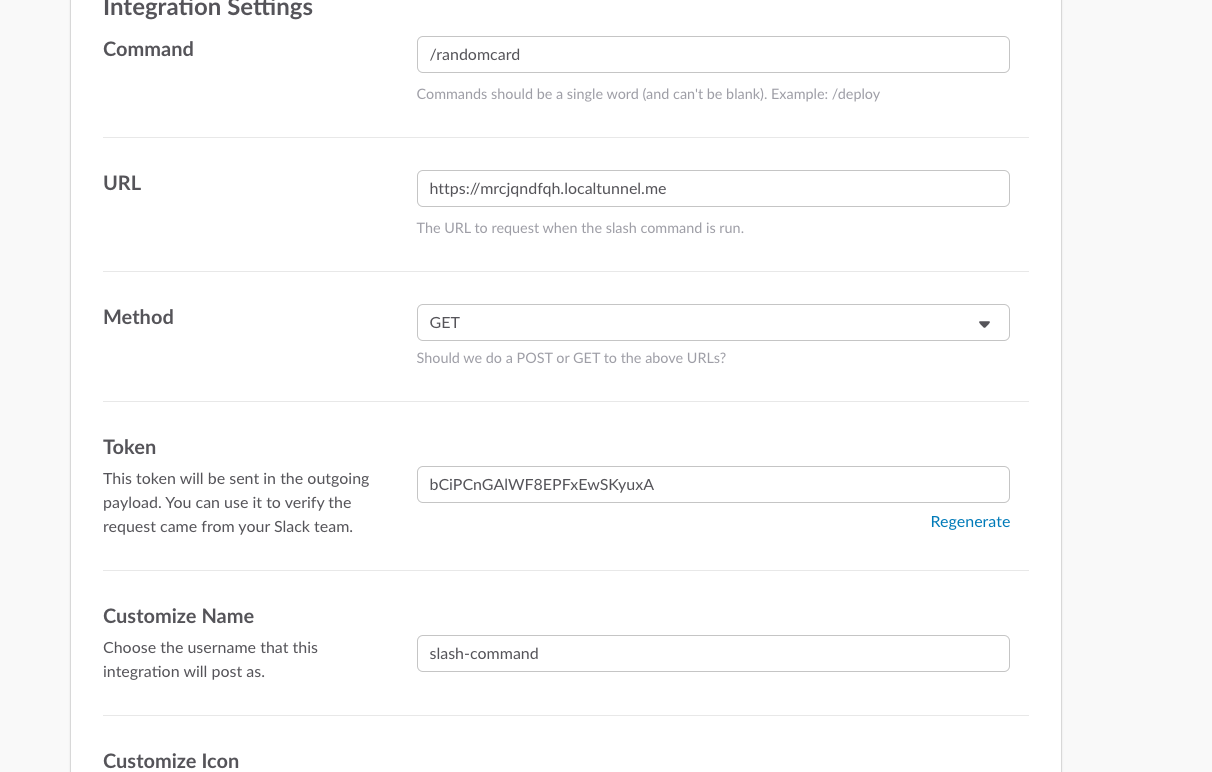 Integration Settings
Command
/randomcard
Commands should be a single word (and can't be blank). Example: /deploy
URL
https://mrcjqndfqh.localtunnel.me
The URL to request when the slash command is run.
Method
GET
Should we do a POST or GET to the above URLs?
Token
This token will be sent in the outgoing
payload. You can use it to verify the
request came from your Slack team.
bCiPCnGAlWF8EPFxEwSKyuxA
Regenerate
Customize Name
Choose the username that this
integration will post as.
slash-command
Customize Icon